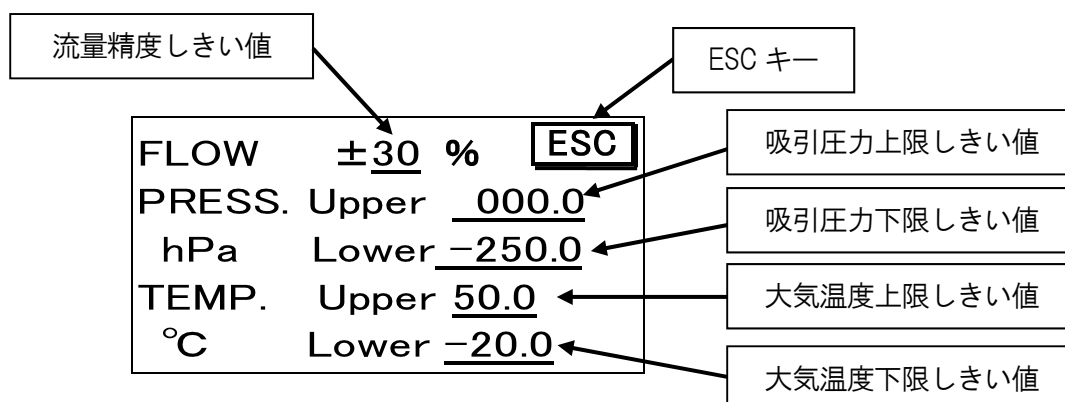 流量精度しきい値
ESC キー
FLOW ±30 % ESC
PRESS. Upper 000.0
hPa Lower −250.0
TEMP. Upper 50.0
℃ Lower −20.0
吸引圧力上限しきい値
吸引圧力下限しきい値
大気温度上限しきい値
大気温度下限しきい値